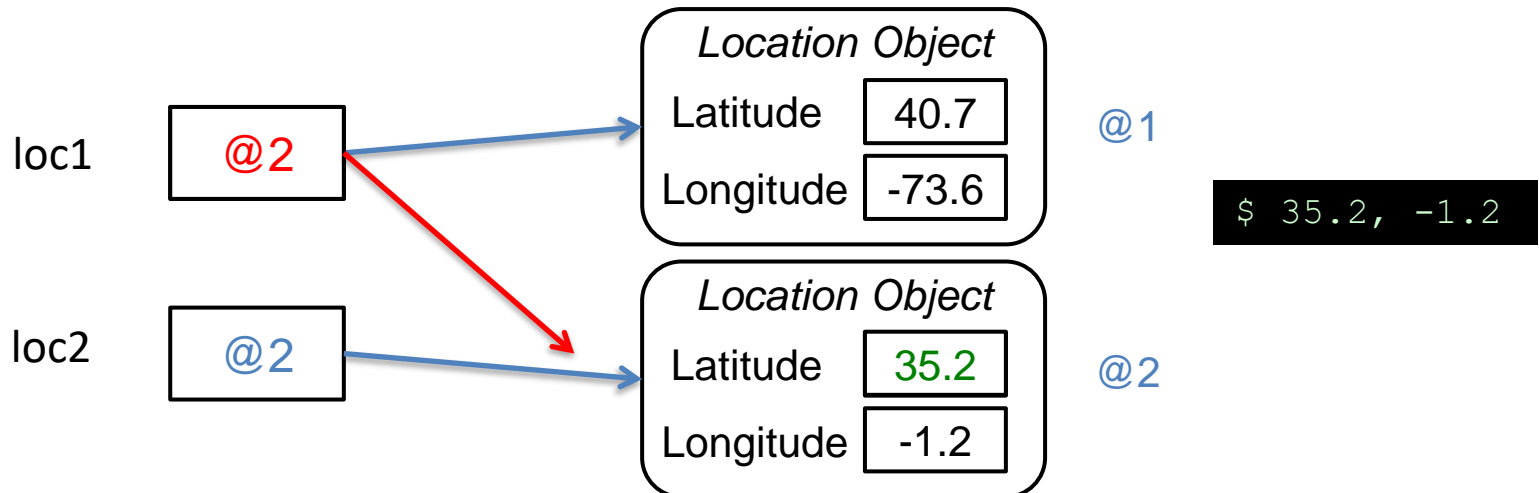 Location Object
Latitude 40.7 @1
loc1 @2
Longitude -73.6
$ 35.2, -1.2
Location Object
loc2 @2 Latitude 35.2 @2
Longitude -1.2